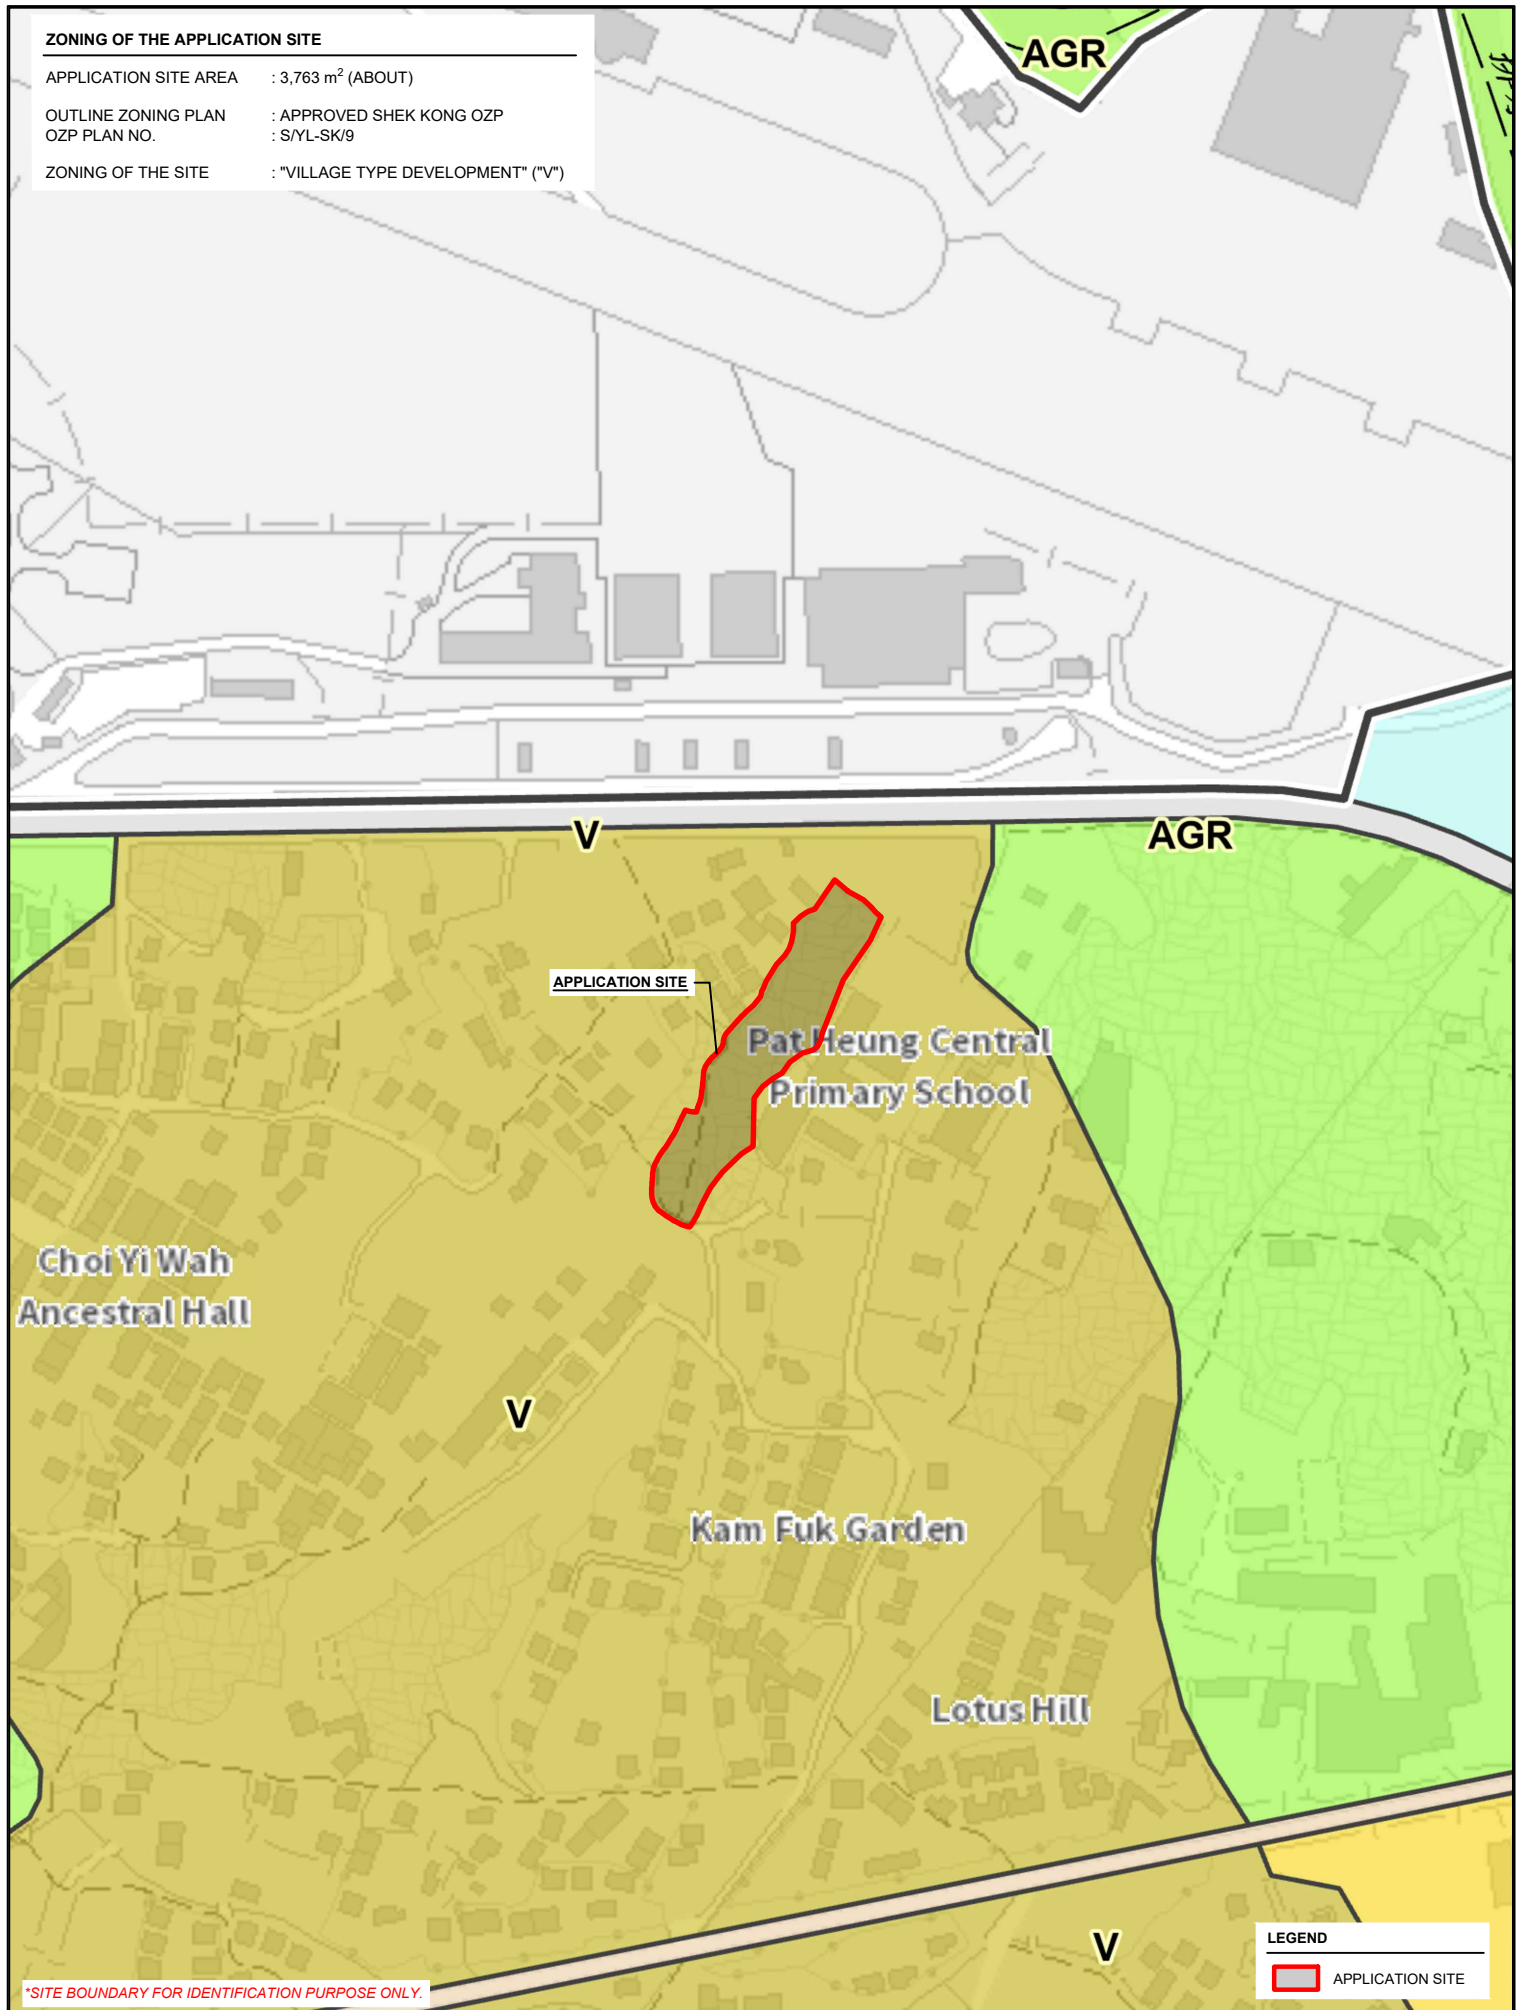 ZONING OF THE APPLICATION SITE
APPLICATION SITE AREA : 3,763 m² (ABOUT)
OUTLINE ZONING PLAN : APPROVED SHEK KONG OZP
OZP PLAN NO. : S/YL-SK/9
ZONING OF THE SITE : "VILLAGE TYPE DEVELOPMENT" ("V")
AGR
V
AGR
APPLICATION SITE
Pat Heung Central
Primary School
Choi Yi Wah
Ancestral Hall
V
Kam Fuk Garden
Lotus Hill
V
LEGEND
APPLICATION SITE
*SITE BOUNDARY FOR IDENTIFICATION PURPOSE ONLY.